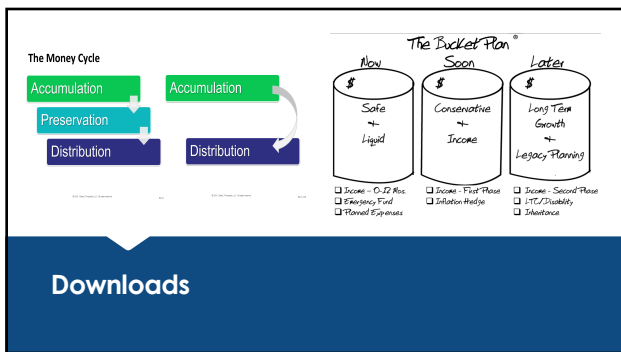 The Money Cycle
Accumulation
Preservation
Distribution
Accumulation
Distribution
The Bucket Plan®
Now
Soon
Later
$
Safe
+
Liquid
$
Conservative
+
Income
$
Long Term
Growth
+
Legacy Planning
Income - 0-12 Mos.
Emergency Fund
Planned Expenses
Income - First Phase
Inflation Hedge
Income - Second Phase
LTC/Disability
Inheritance
Downloads